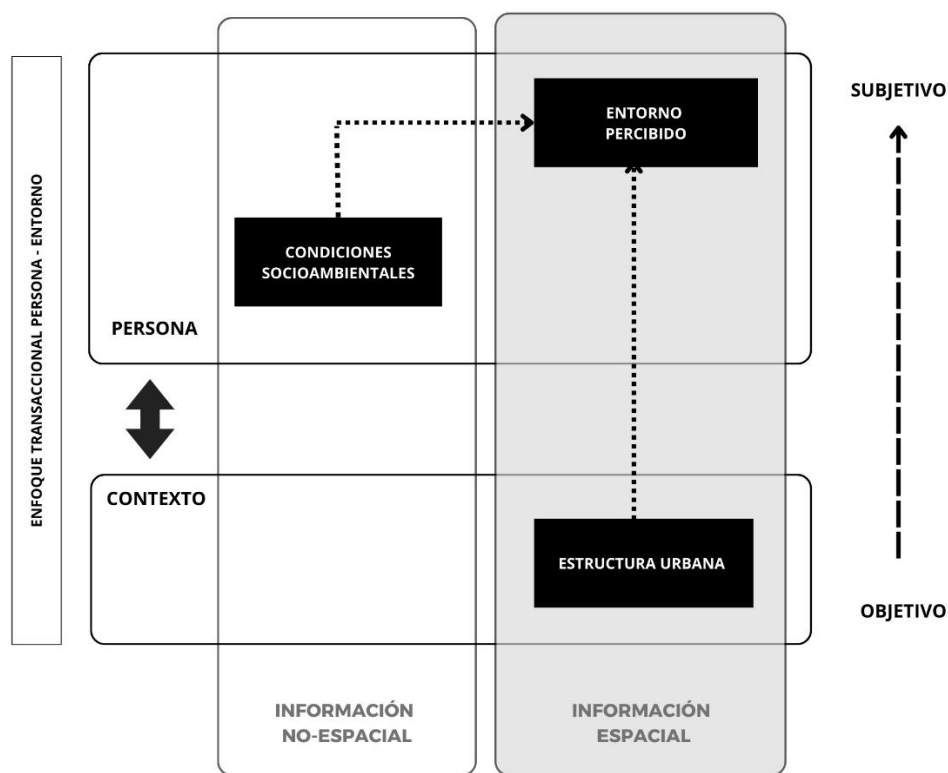 ENFOQUE TRANSACCIONAL PERSONA - ENTORNO
SUBJETIVO
ENTORNO
PERCIBIDO
CONDICIONES
SOCIOAMBIENTALES
PERSONA
CONTEXTO
ESTRUCTURA URBANA
OBJETIVO
INFORMACIÓN
NO-ESPACIAL
INFORMACIÓN
ESPACIAL